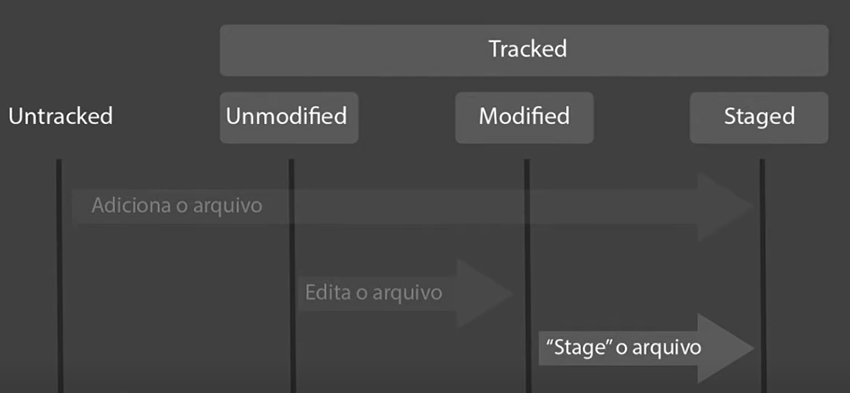 Tracked
Untracked
Unmodified
Modified
Staged
Adiciona o arquivo
Edita o arquivo
“Stage” o arquivo